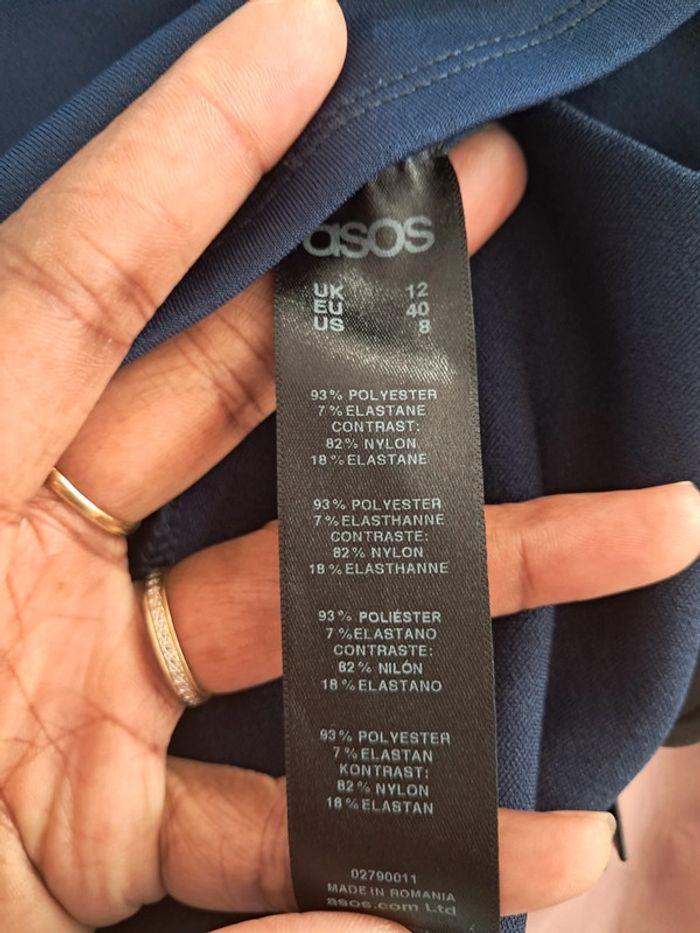 asos
UK 12
EU 40
US 8
93% POLYESTER
7% ELASTANE
CONTRAST:
82% NYLON
18% ELASTANE
93% POLYESTER
7% ELASTHANNE
CONTRASTE:
82% NYLON
18% ELASTHANNE
93% POLIÉSTER
7% ELASTANO
CONTRASTE:
82% NILÓN
18% ELASTANO
93% POLYESTER
7% ELASTAN
KONTRAST:
82% NYLON
18% ELASTAN
02790011
MADE IN ROMANIA
asos.com Ltd